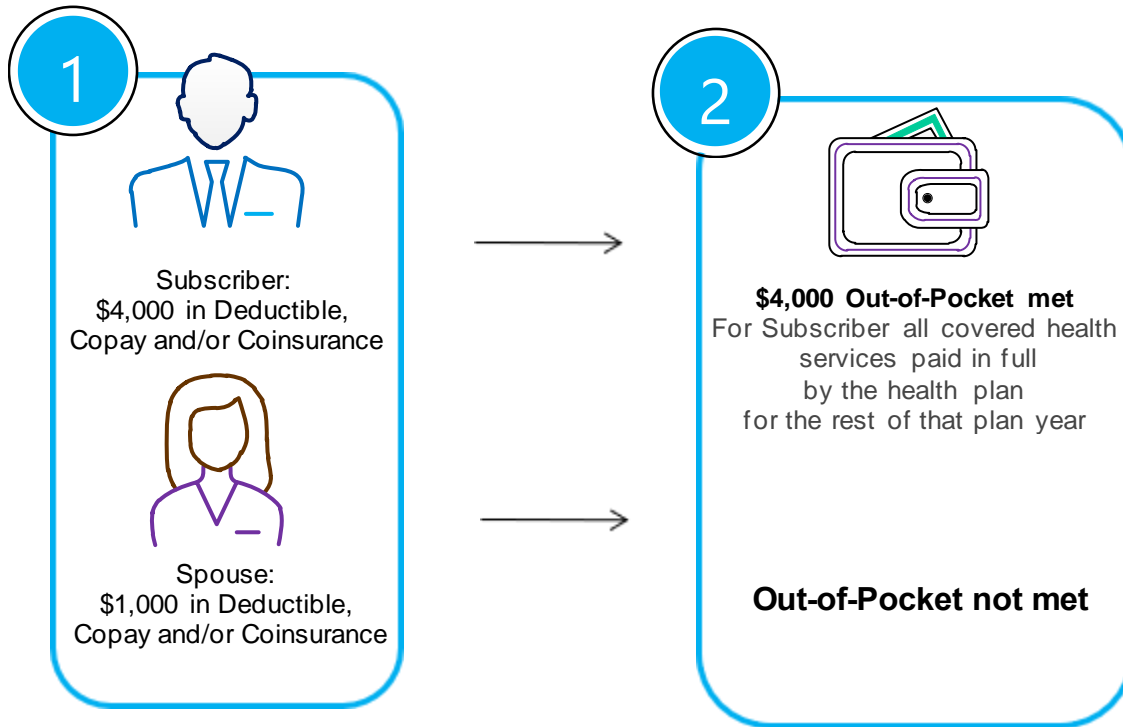 1
Subscriber:
$4,000 in Deductible,
Copay and/or Coinsurance
Spouse:
$1,000 in Deductible,
Copay and/or Coinsurance
2
$4,000 Out-of-Pocket met
For Subscriber all covered health
services paid in full
by the health plan
for the rest of that plan year
Out-of-Pocket not met